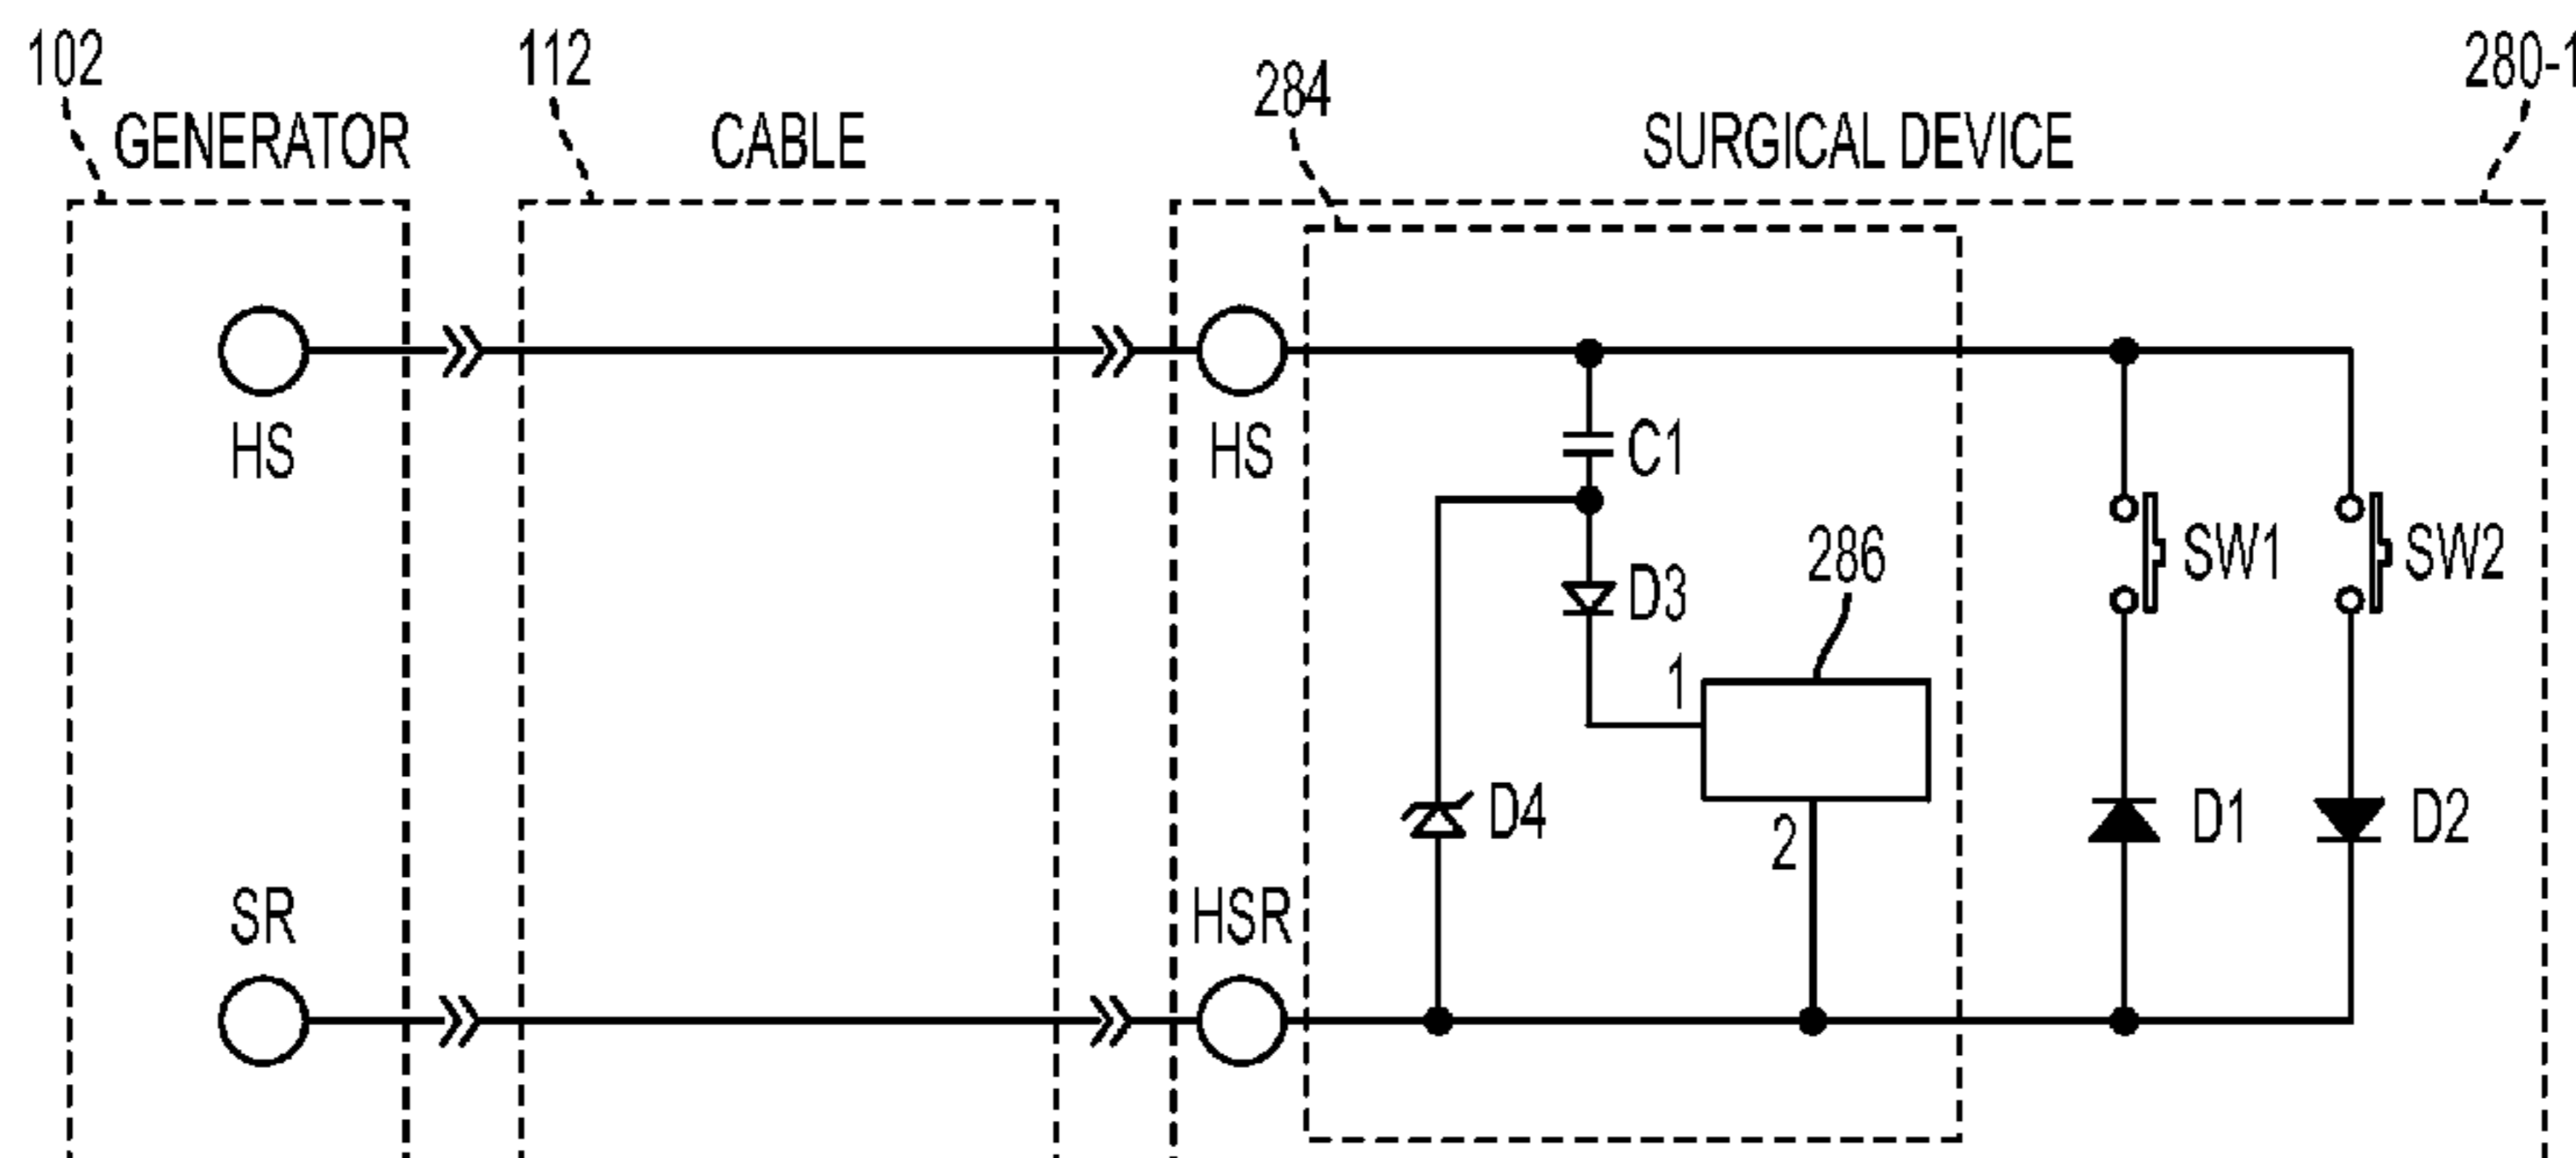 102
112
284
280-1
GENERATOR
CABLE
SURGICAL DEVICE
HS
HS
C1
D3
286
SW1
SW2
1
D4
2
D1
D2
SR
HSR